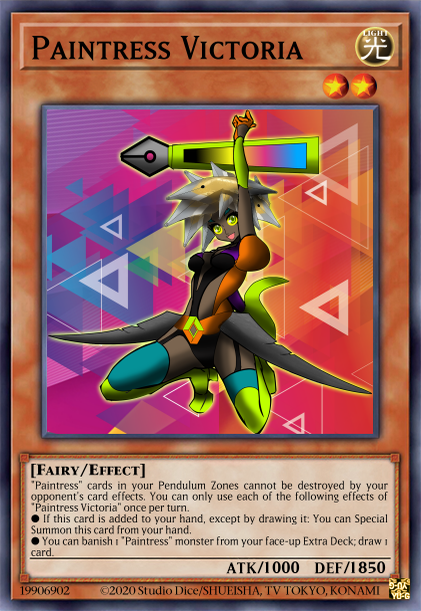 Paintress Victoria
LIGHT
光
[Fairy/Effect]
"Paintress" cards in your Pendulum Zones cannot be destroyed by your
opponent's card effects. You can only use each of the following effects of
"Paintress Victoria" once per turn.
● If this card is added to your hand, except by drawing it: You can Special
Summon this card from your hand.
● You can banish 1 "Paintress" monster from your face-up Extra Deck; draw 1
card.
ATK/1000 DEF/1850
19906902 ©2020 Studio Dice/SHUEISHA, TV TOKYO, KONAMI